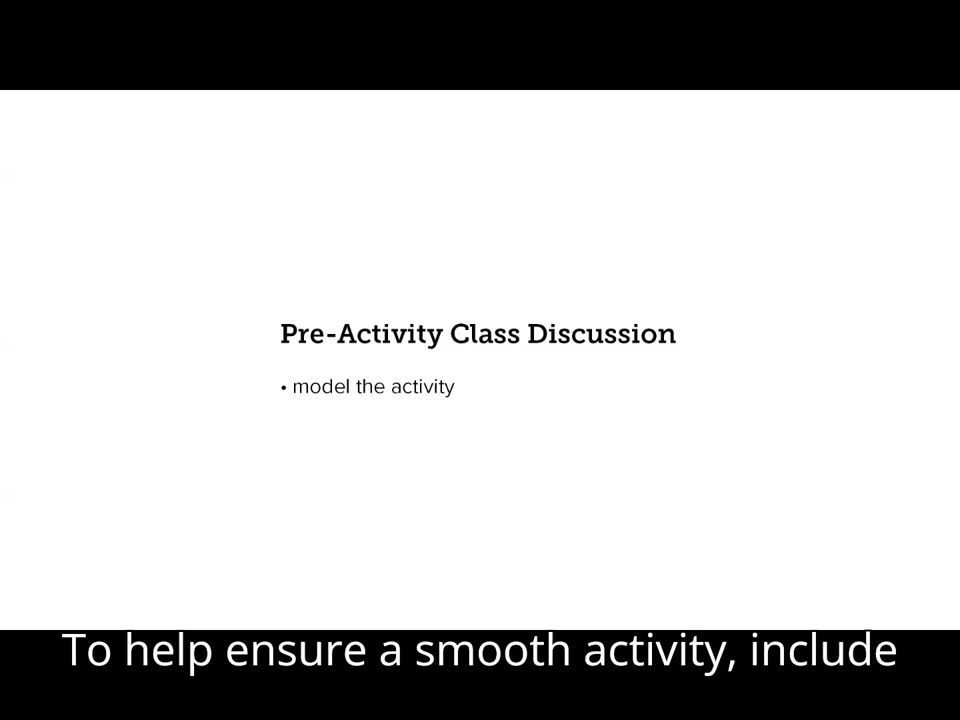 Pre-Activity Class Discussion
• model the activity
To help ensure a smooth activity, include